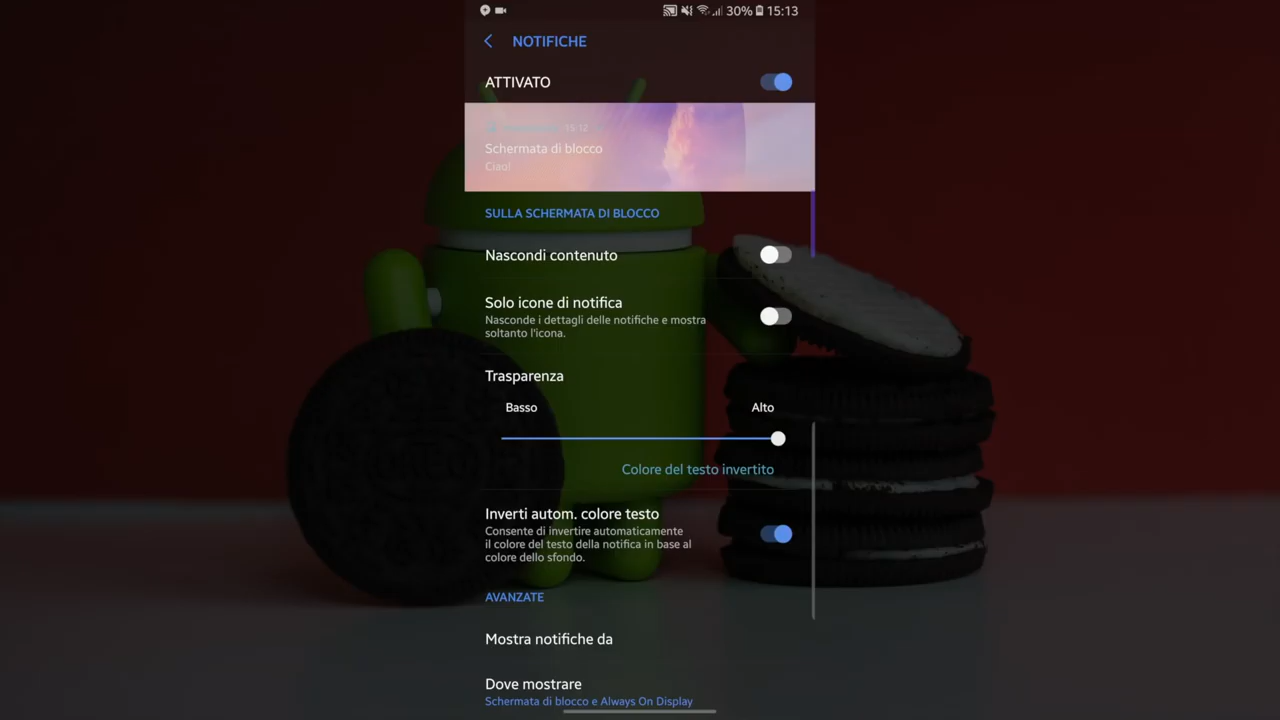 30% 15:13
NOTIFICHE
ATTIVATO
15:12
Schermata di blocco
Ciao!
SULLA SCHERMATA DI BLOCCO
Nascondi contenuto
Solo icone di notifica
Nasconde i dettagli delle notifiche e mostra
soltanto l'icona.
Trasparenza
Basso Alto
Colore del testo invertito
Inverti autom. colore testo
Consente di invertire automaticamente
il colore del testo della notifica in base al
colore dello sfondo.
AVANZATE
Mostra notifiche da
Dove mostrare
Schermata di blocco e Always On Display